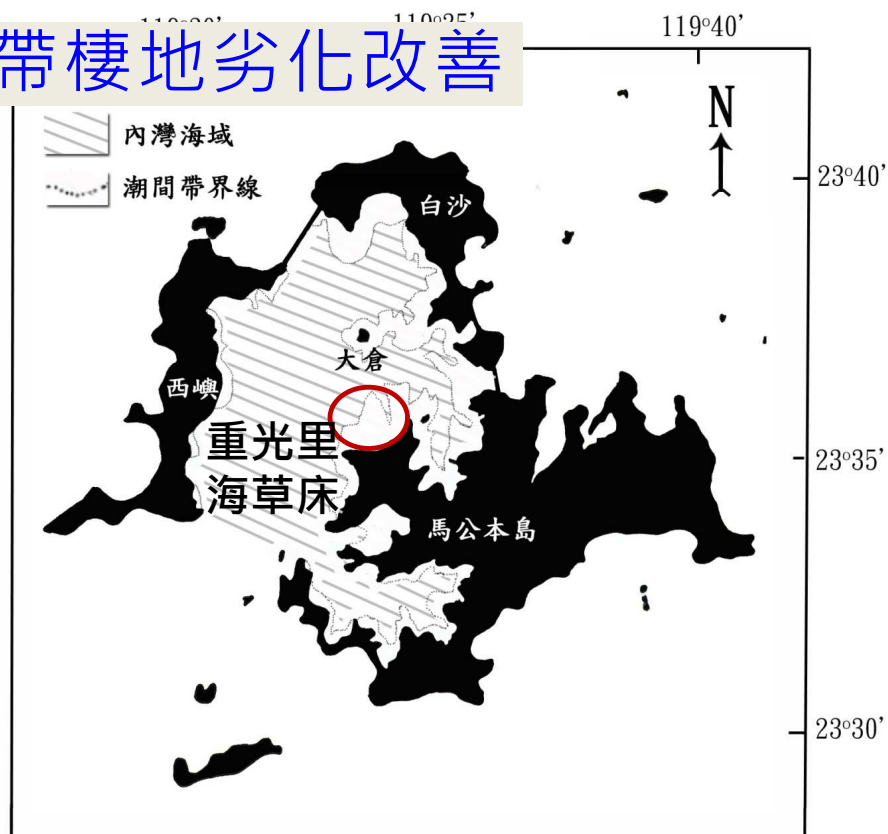 119°40'
帶棲地劣化改善
N
內灣海域
潮間帶界線
23°40'
白沙
大倉
西嶼
重光里
海草床
23°35'
馬公本島
23°30'